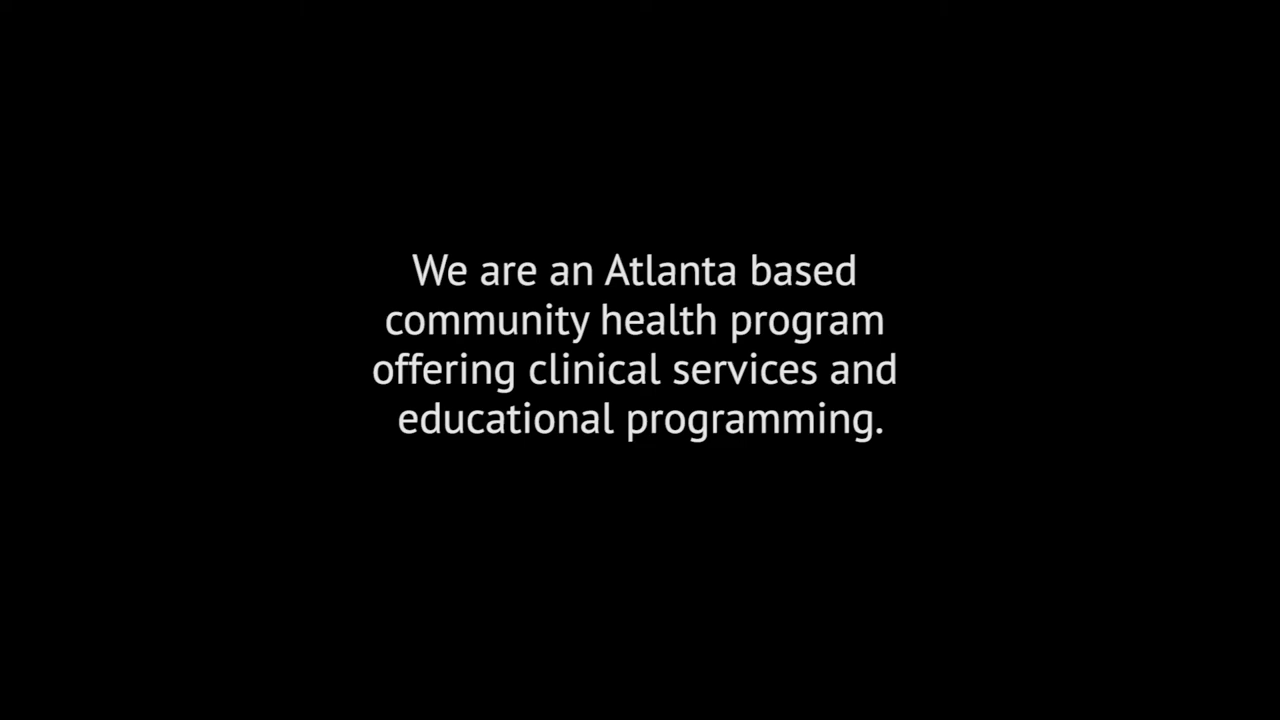 We are an Atlanta based
community health program
offering clinical services and
educational programming.